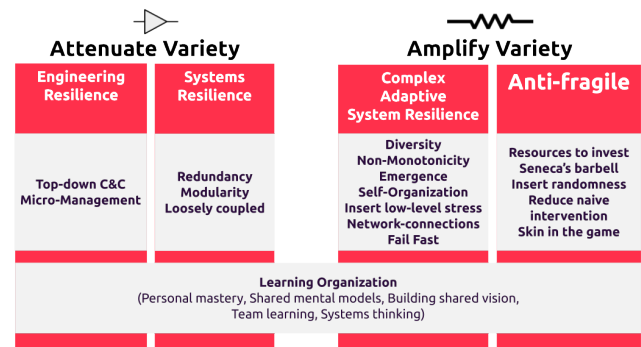 Attenuate Variety
Amplify Variety
Engineering
Resilience
Systems
Resilience
Complex
Adaptive
System Resilience
Anti-fragile
Top-down C&C
Micro-Management
Redundancy
Modularity
Loosely coupled
Diversity
Non-Monotonicity
Emergence
Self-Organization
Insert low-level stress
Network-connections
Fail Fast
Resources to invest
Seneca's barbell
Insert randomness
Reduce naive
intervention
Skin in the game
Learning Organization
(Personal mastery, Shared mental models, Building shared vision,
Team learning, Systems thinking)